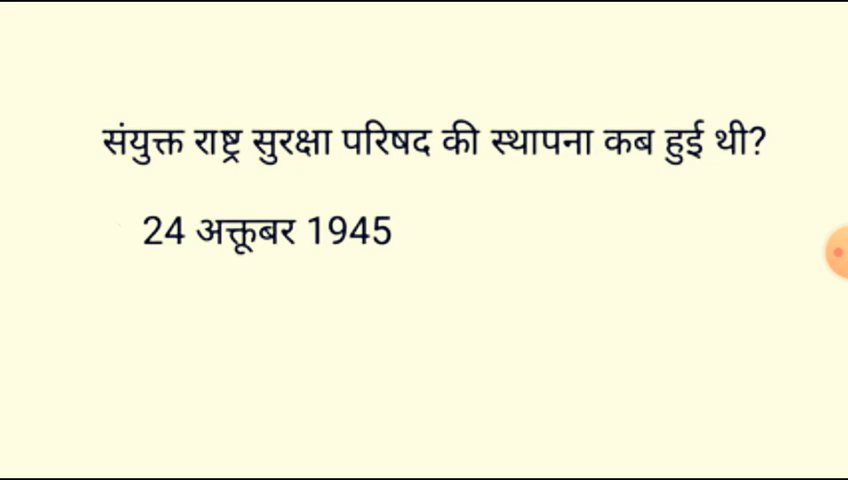 संयुक्त राष्ट्र सुरक्षा परिषद की स्थापना कब हुई थी?
24 अक्तूबर 1945